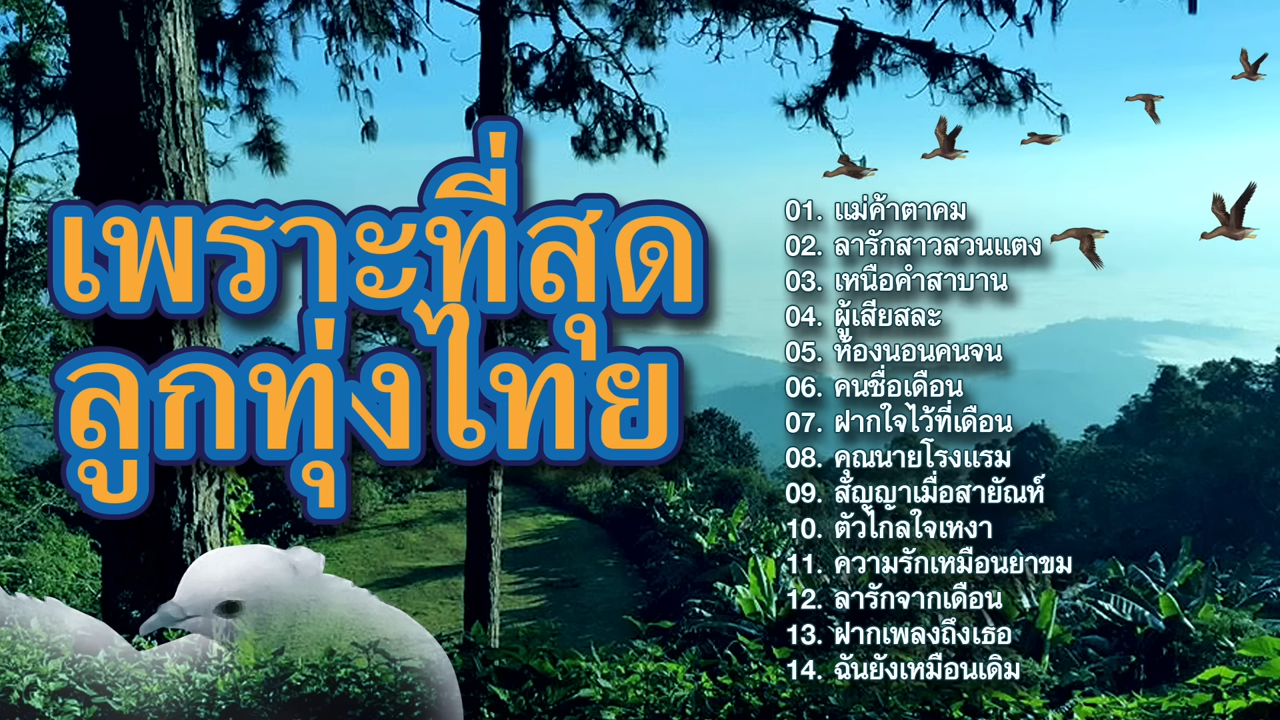 เพราะที่สุด
ลูกทุ่งไทย
01. แม่ค้าตาคม
02. ลารักสาวสวนแตง
03. เหนือคำสาบาน
04. ผู้เสียสละ
05. ห้องนอนคนจน
06. คนชื่อเดือน
07. ฝากใจไว้ที่เดือน
08. คุณนายโรงแรม
09. สัญญาเมื่อสายัณห์
10. ตัวไกลใจเหงา
11. ความรักเหมือนยาขม
12. ลารักจากเดือน
13. ฝากเพลงถึงเธอ
14. ฉันยังเหมือนเดิม